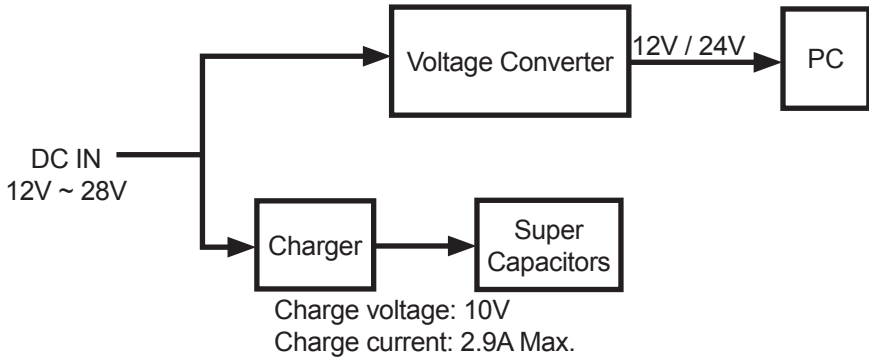 Voltage Converter
12V / 24V
PC
DC IN
12V ~ 28V
Charger
Super
Capacitors
Charge voltage: 10V
Charge current: 2.9A Max.